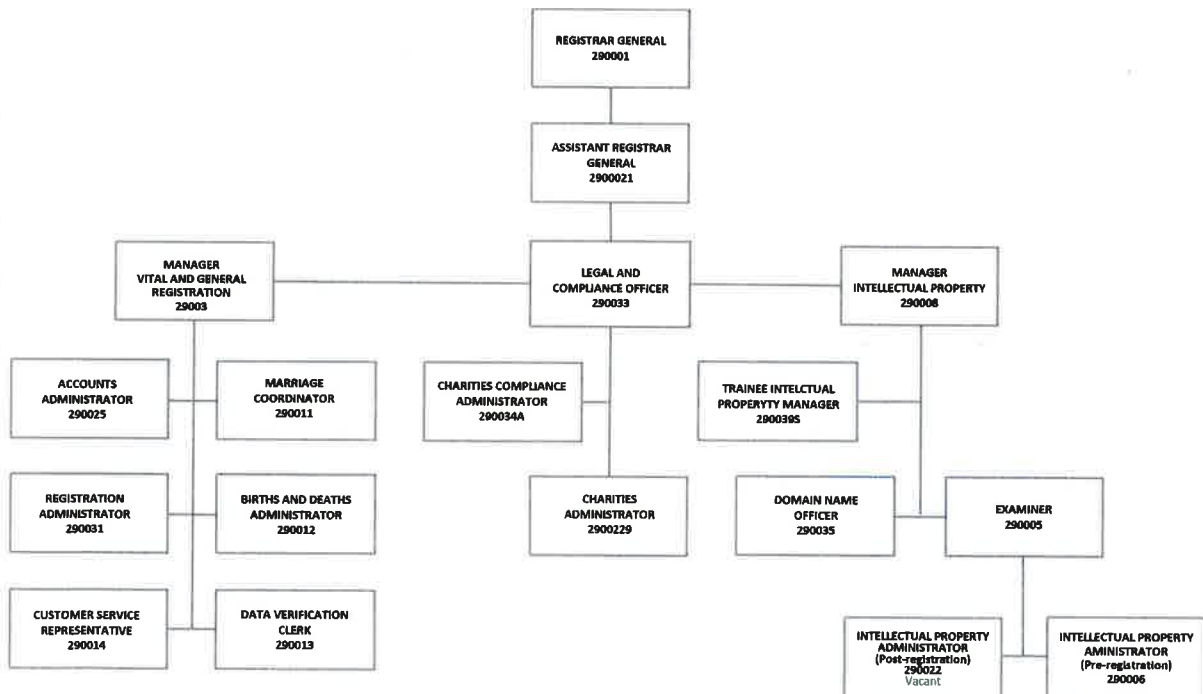 REGISTRAR GENERAL
290001
ASSISTANT REGISTRAR
GENERAL
2900021
MANAGER
VITAL AND GENERAL
REGISTRATION
29003
LEGAL AND
COMPLIANCE OFFICER
290033
MANAGER
INTELLECTUAL PROPERTY
290008
ACCOUNTS
ADMINISTRATOR
290025
MARRIAGE
COORDINATOR
290011
CHARITIES COMPLIANCE
ADMINISTRATOR
290034A
TRAINEE INTELCTUAL
PROPERYTY MANAGER
290039S
REGISTRATION
ADMINISTRATOR
290031
BIRTHS AND DEATHS
ADMINISTRATOR
290012
CHARITIES
ADMINISTRATOR
2900229
DOMAIN NAME
OFFICER
290035
EXAMINER
290005
CUSTOMER SERVICE
REPRESENTATIVE
290014
DATA VERIFICATION
CLERK
290013
INTELLECTUAL PROPERTY
ADMINISTRATOR
(Post-registration)
290022
Vacant
INTELLECTUAL PROPERTY
AMINISTRATOR
(Pre-registration)
290006